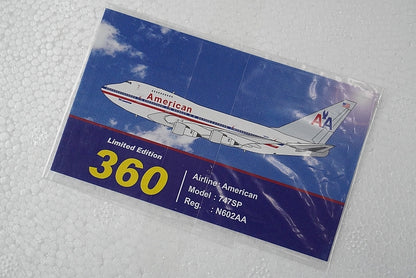 American
AA
Limited Edition
360
Airline: American
Model : 747SP
Reg. : N602AA